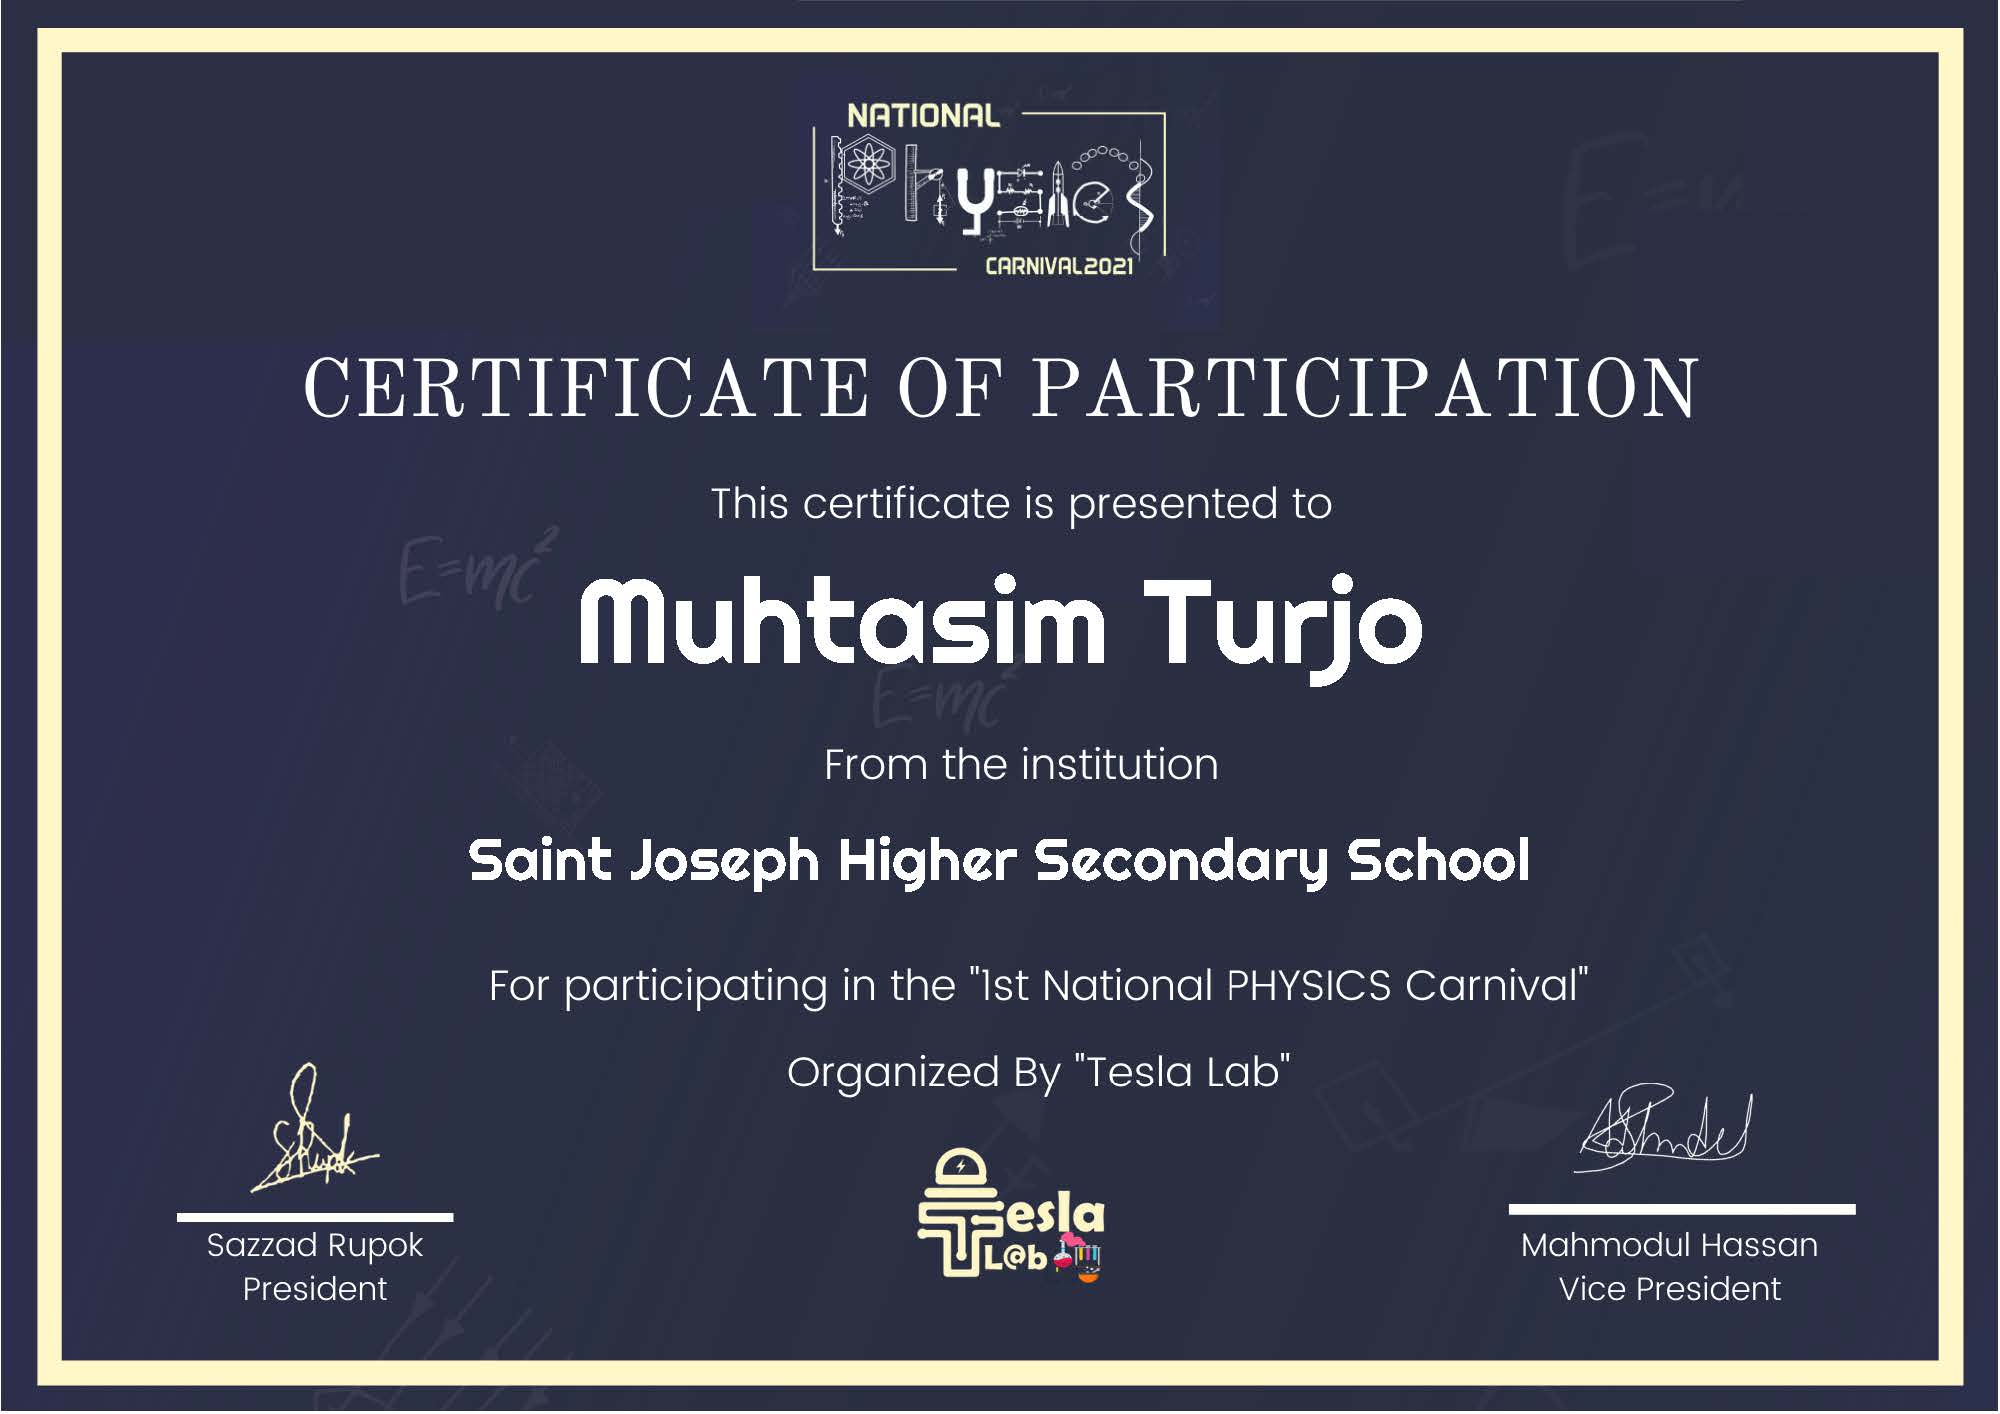 NATIONAL
Physics
CARNIVAL2021
CERTIFICATE OF PARTICIPATION
This certificate is presented to
E=mc²
Muhtasim Turjo
E=mc²
From the institution
Saint Joseph Higher Secondary School
For participating in the "1st National PHYSICS Carnival"
Organized By "Tesla Lab"
Tesla
L@b
Sazzad Rupok
President
Mahmodul Hassan
Vice President